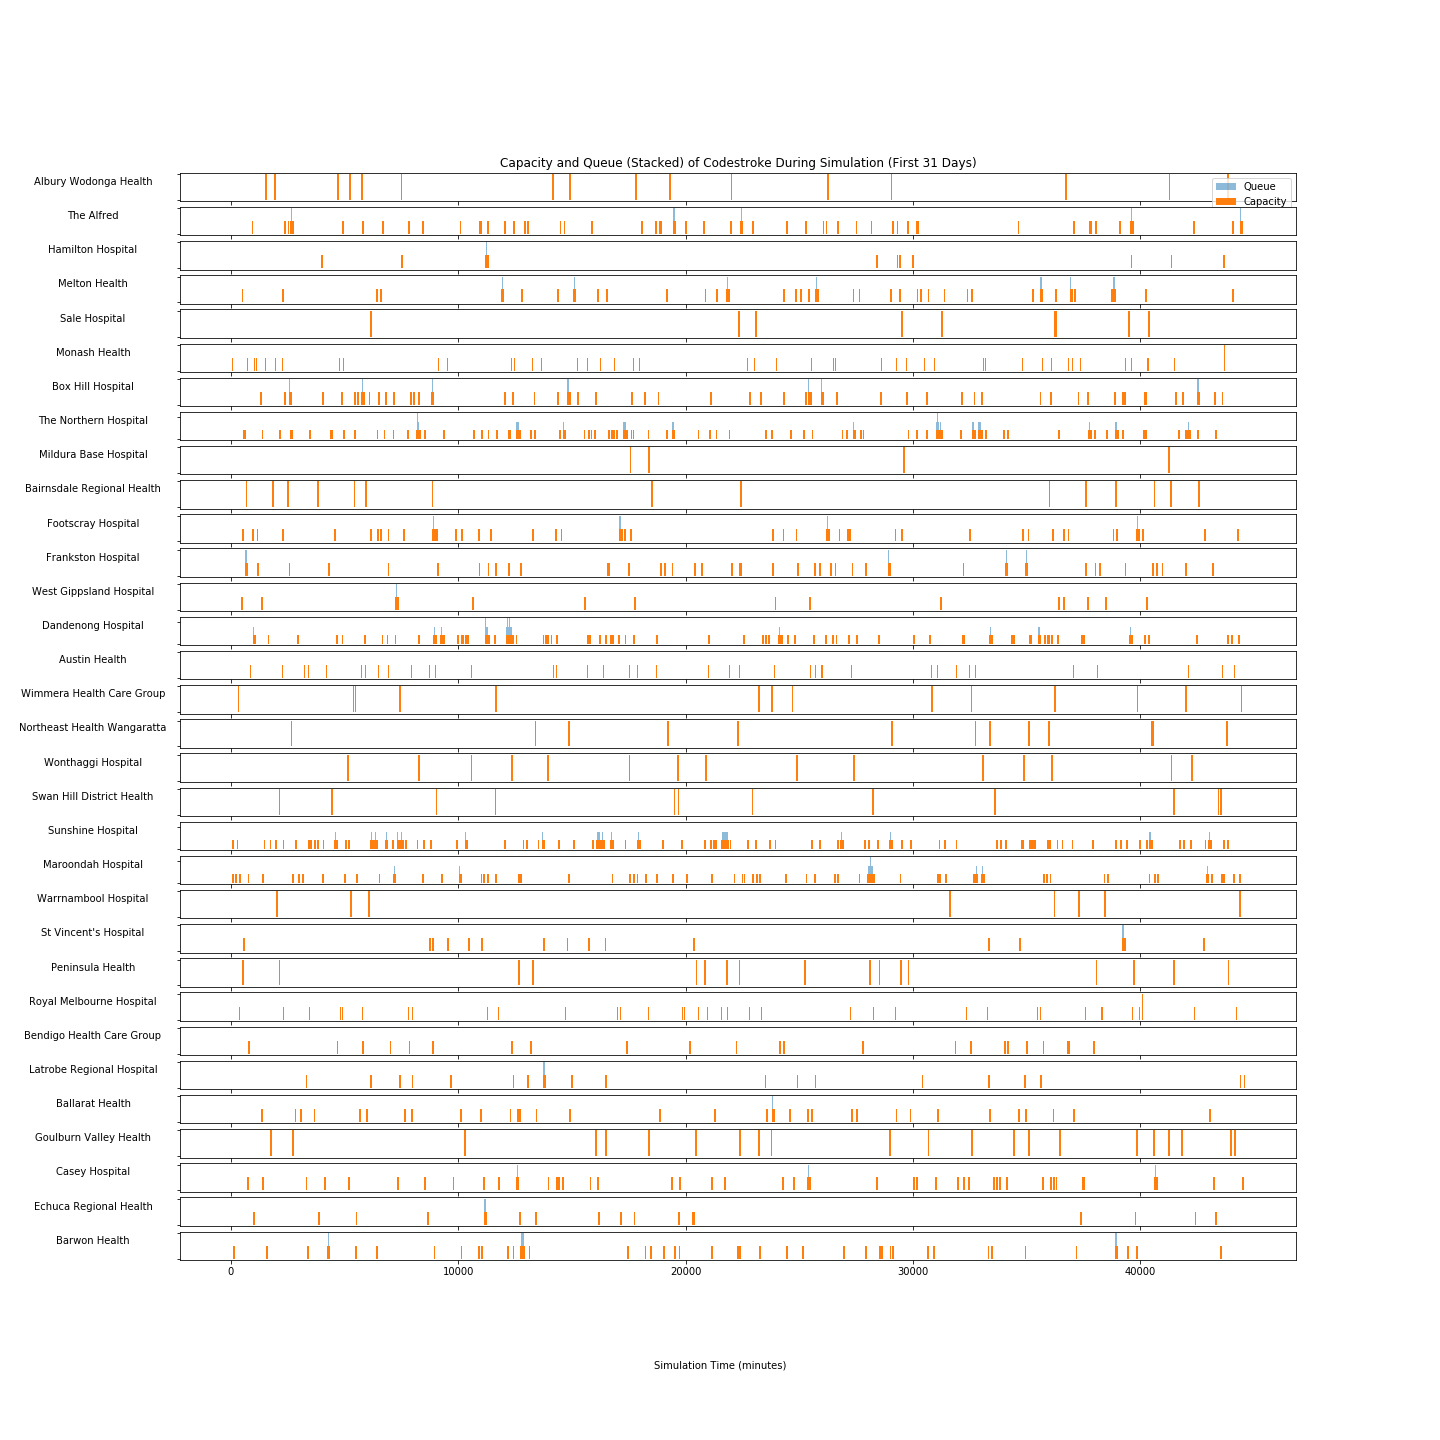 Capacity and Queue (Stacked) of Codestroke During Simulation (First 31 Days)
Albury Wodonga Health
Queue
Capacity
The Alfred
Hamilton Hospital
Melton Health
Sale Hospital
Monash Health
Box Hill Hospital
The Northern Hospital
Mildura Base Hospital
Bairnsdale Regional Health
Footscray Hospital
Frankston Hospital
West Gippsland Hospital
Dandenong Hospital
Austin Health
Wimmera Health Care Group
Northeast Health Wangaratta
Wonthaggi Hospital
Swan Hill District Health
Sunshine Hospital
Maroondah Hospital
Warrnambool Hospital
St Vincent's Hospital
Peninsula Health
Royal Melbourne Hospital
Bendigo Health Care Group
Latrobe Regional Hospital
Ballarat Health
Goulburn Valley Health
Casey Hospital
Echuca Regional Health
Barwon Health
0 10000 20000 30000 40000
Simulation Time (minutes)